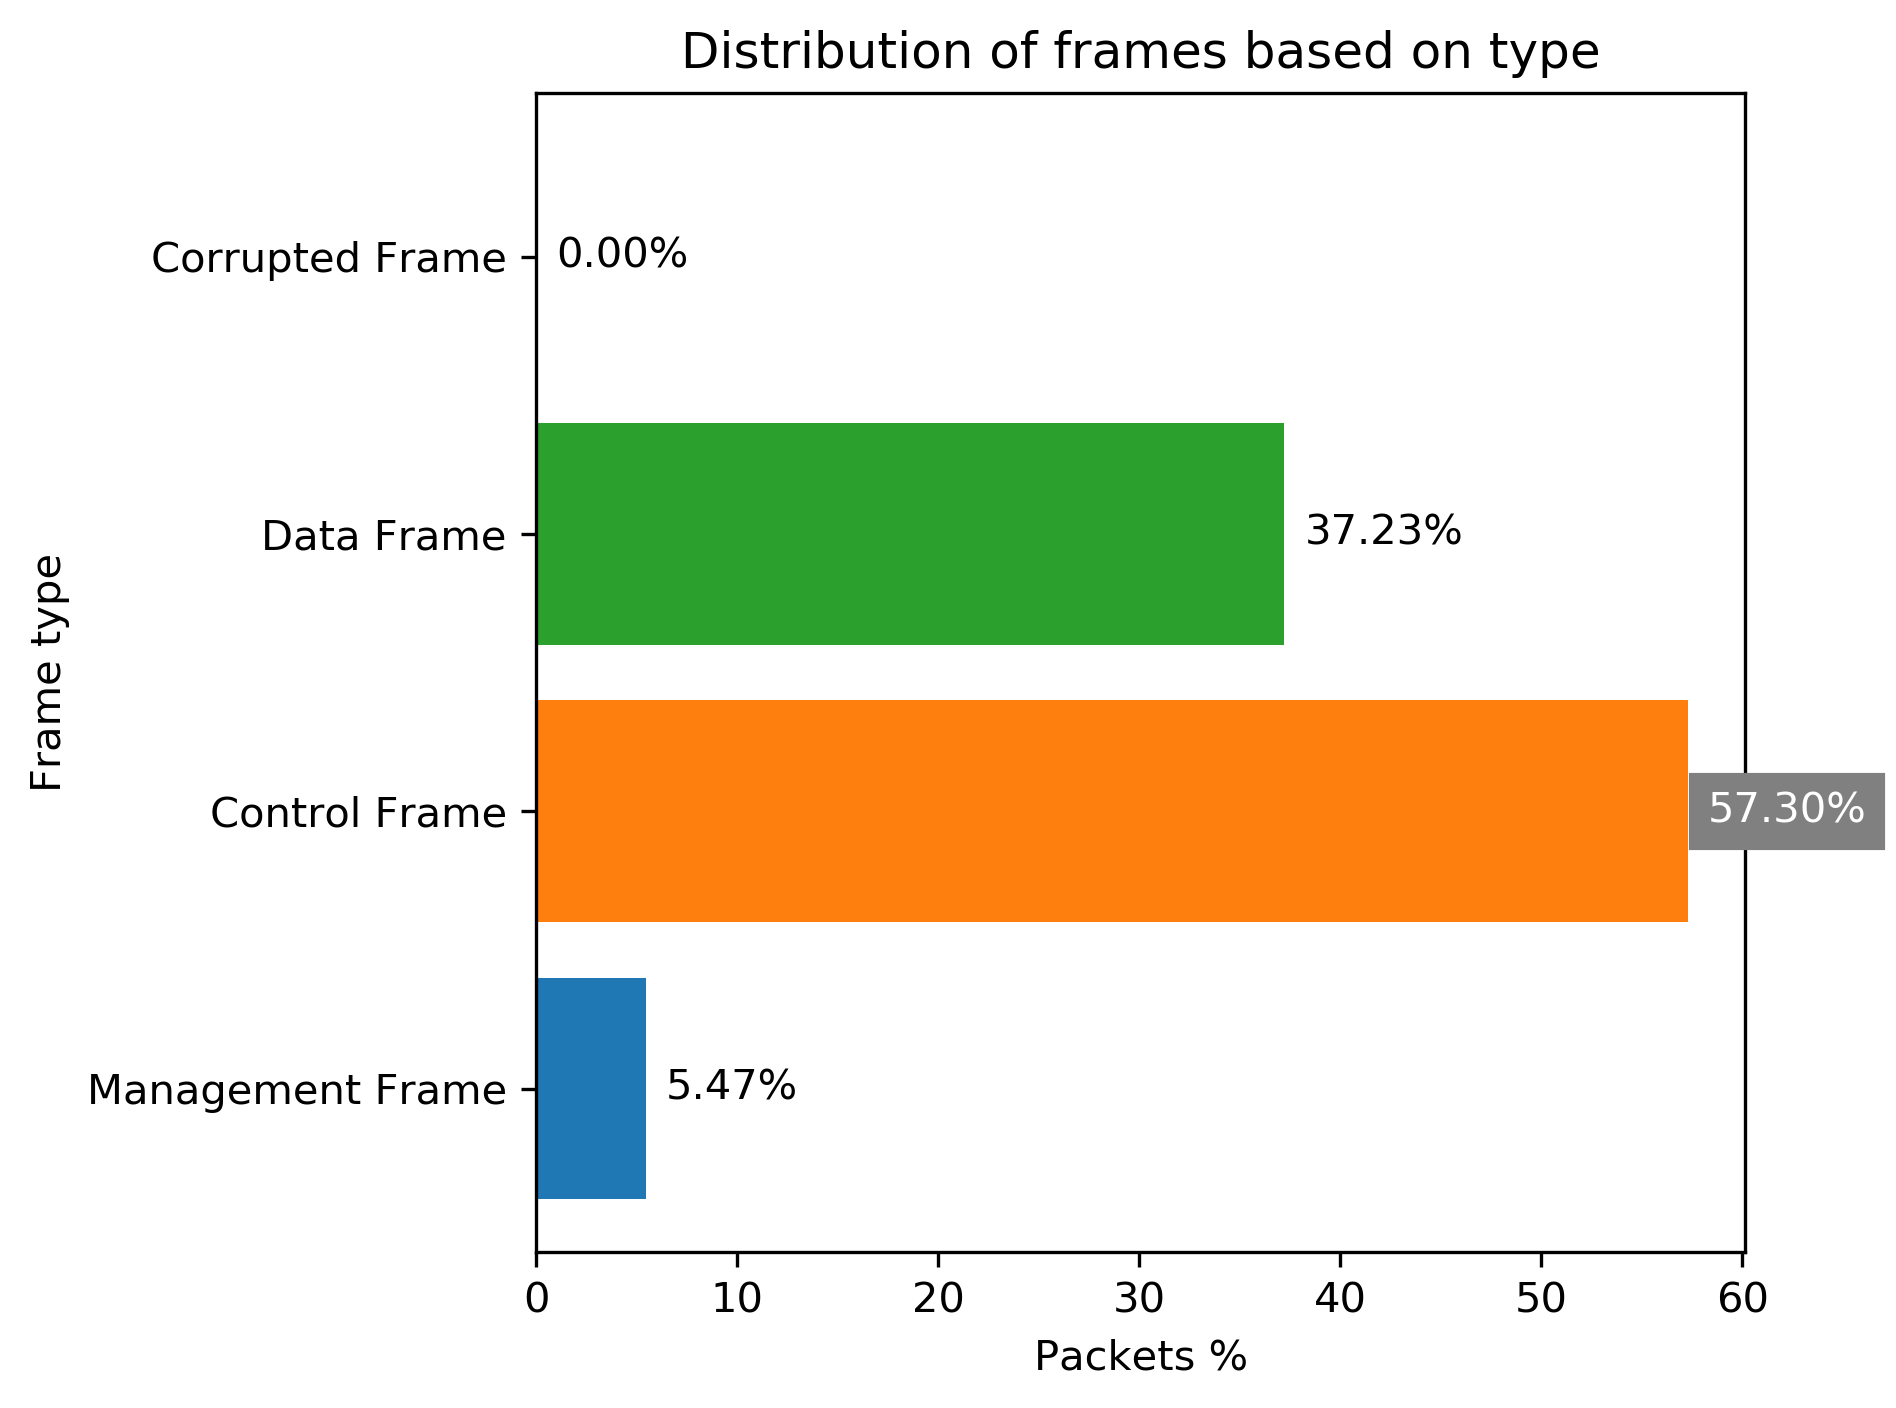 Distribution of frames based on type
Corrupted Frame
0.00%
Data Frame
37.23%
Frame type
Control Frame
57.30%
Management Frame
5.47%
0 10 20 30 40 50 60
Packets %